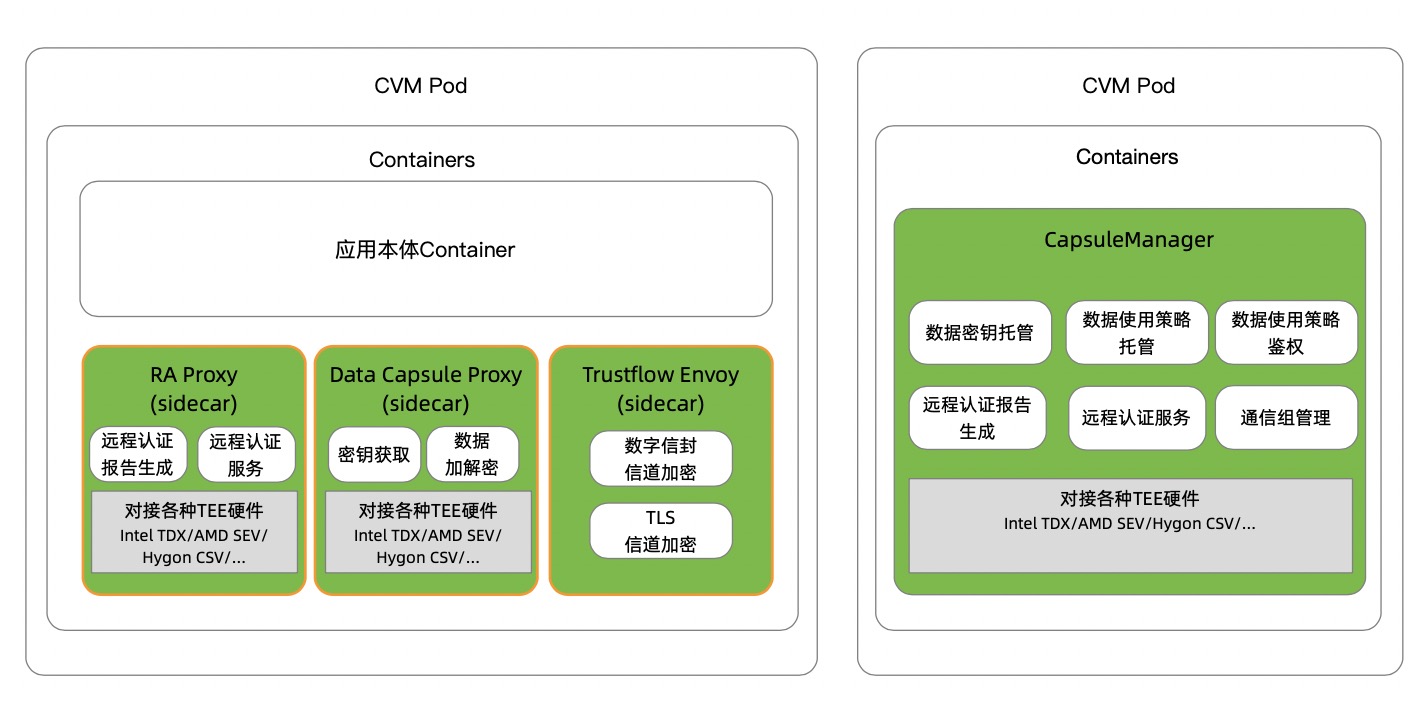 CVM Pod
Containers
应用本体Container
RA Proxy
(sidecar)
远程认证
报告生成
远程认证
服务
对接各种TEE硬件
Intel TDX/AMD SEV/
Hygon CSV/...
Data Capsule Proxy
(sidecar)
密钥获取
数据
加解密
对接各种TEE硬件
Intel TDX/AMD SEV/
Hygon CSV/...
Trustflow Envoy
(sidecar)
数字信封
信道加密
TLS
信道加密
CVM Pod
Containers
CapsuleManager
数据密钥托管
数据使用策略
托管
数据使用策略
鉴权
远程认证报告
生成
远程认证服务
通信组管理
对接各种TEE硬件
Intel TDX/AMD SEV/Hygon CSV/...